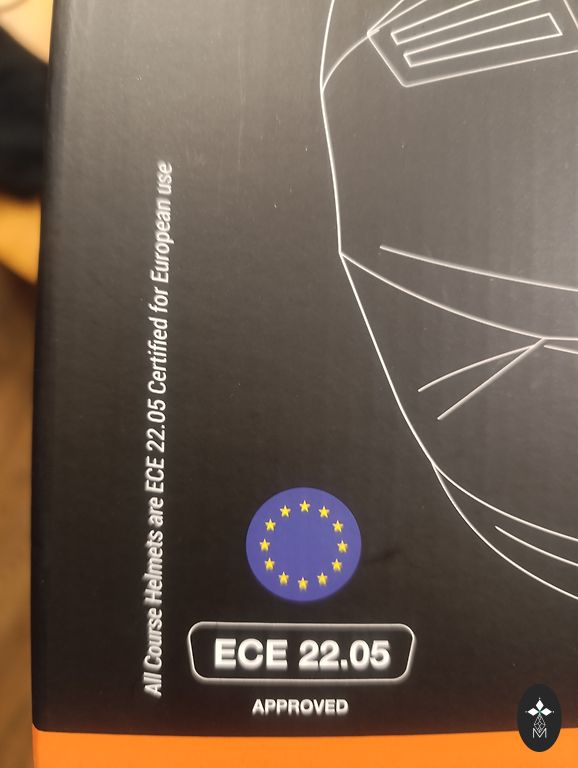 All Course Helmets are ECE 22.05 Certified for European use
ECE 22.05
APPROVED
M